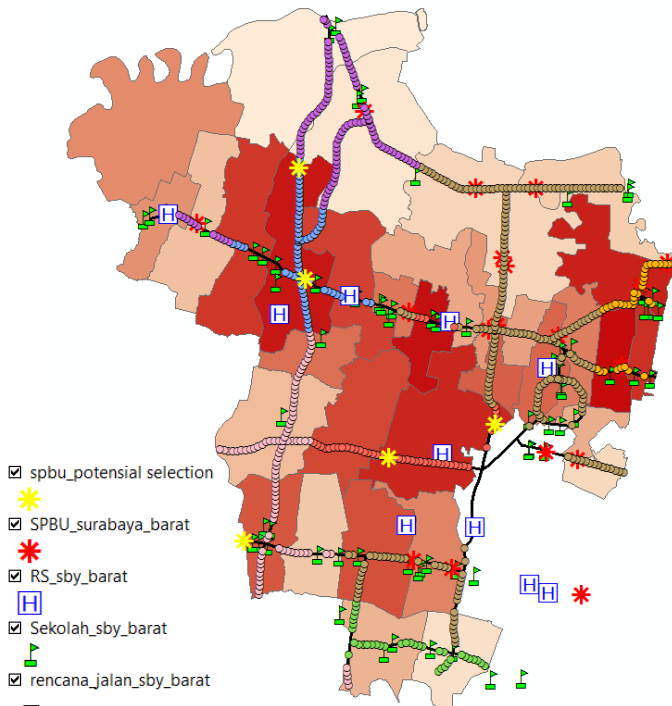 H
H
H
H
H
H
spbu_potensial selection
H
SPBU_surabaya_barat
H
H
RS_sby_barat
H
H
H
Sekolah_sby_barat
rencana_jalan_sby_barat